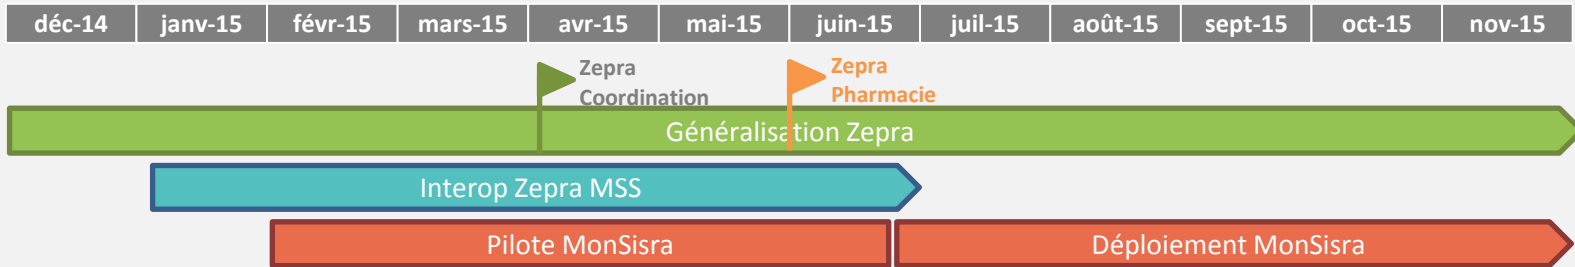 déc-14 janv-15 févr-15 mars-15 avr-15 mai-15 juin-15 juil-15 août-15 sept-15 oct-15 nov-15
Zepra
Coordination
Zepra
Pharmacie
Généralisation Zepra
Interop Zepra MSS
Pilote MonSisra
Déploiement MonSisra